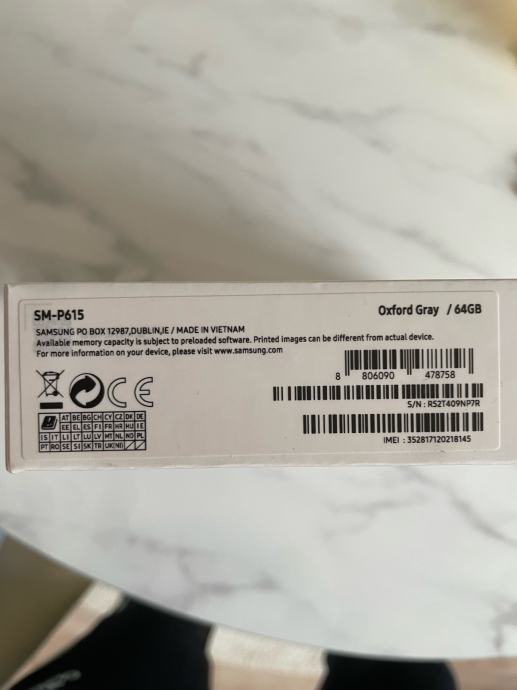 SM-P615
Oxford Gray / 64GB
SAMSUNG PO BOX 12987,DUBLIN,IE / MADE IN VIETNAM
Available memory capacity is subject to preloaded software. Printed images can be different from actual device.
For more information on your device, please visit www.samsung.com
8 806090 478758
S/N : R52T409NP7R
IMEI : 352817120218145
CE
AT BE BG CH CY CZ DK DE
EE EL ES FI FR HR HU IE
IS IT LI LT LU LV MT NL NO PL
PT RO SE SI SK TR UK(NI)